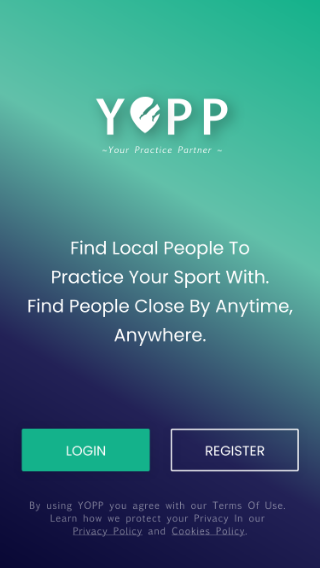 YOPP
~Your Practice Partner ~
Find Local People To
Practice Your Sport With.
Find People Close By Anytime,
Anywhere.
LOGIN
REGISTER
By using YOPP you agree with our Terms Of Use.
Learn how we protect your Privacy In our
Privacy Policy and Cookies Policy.